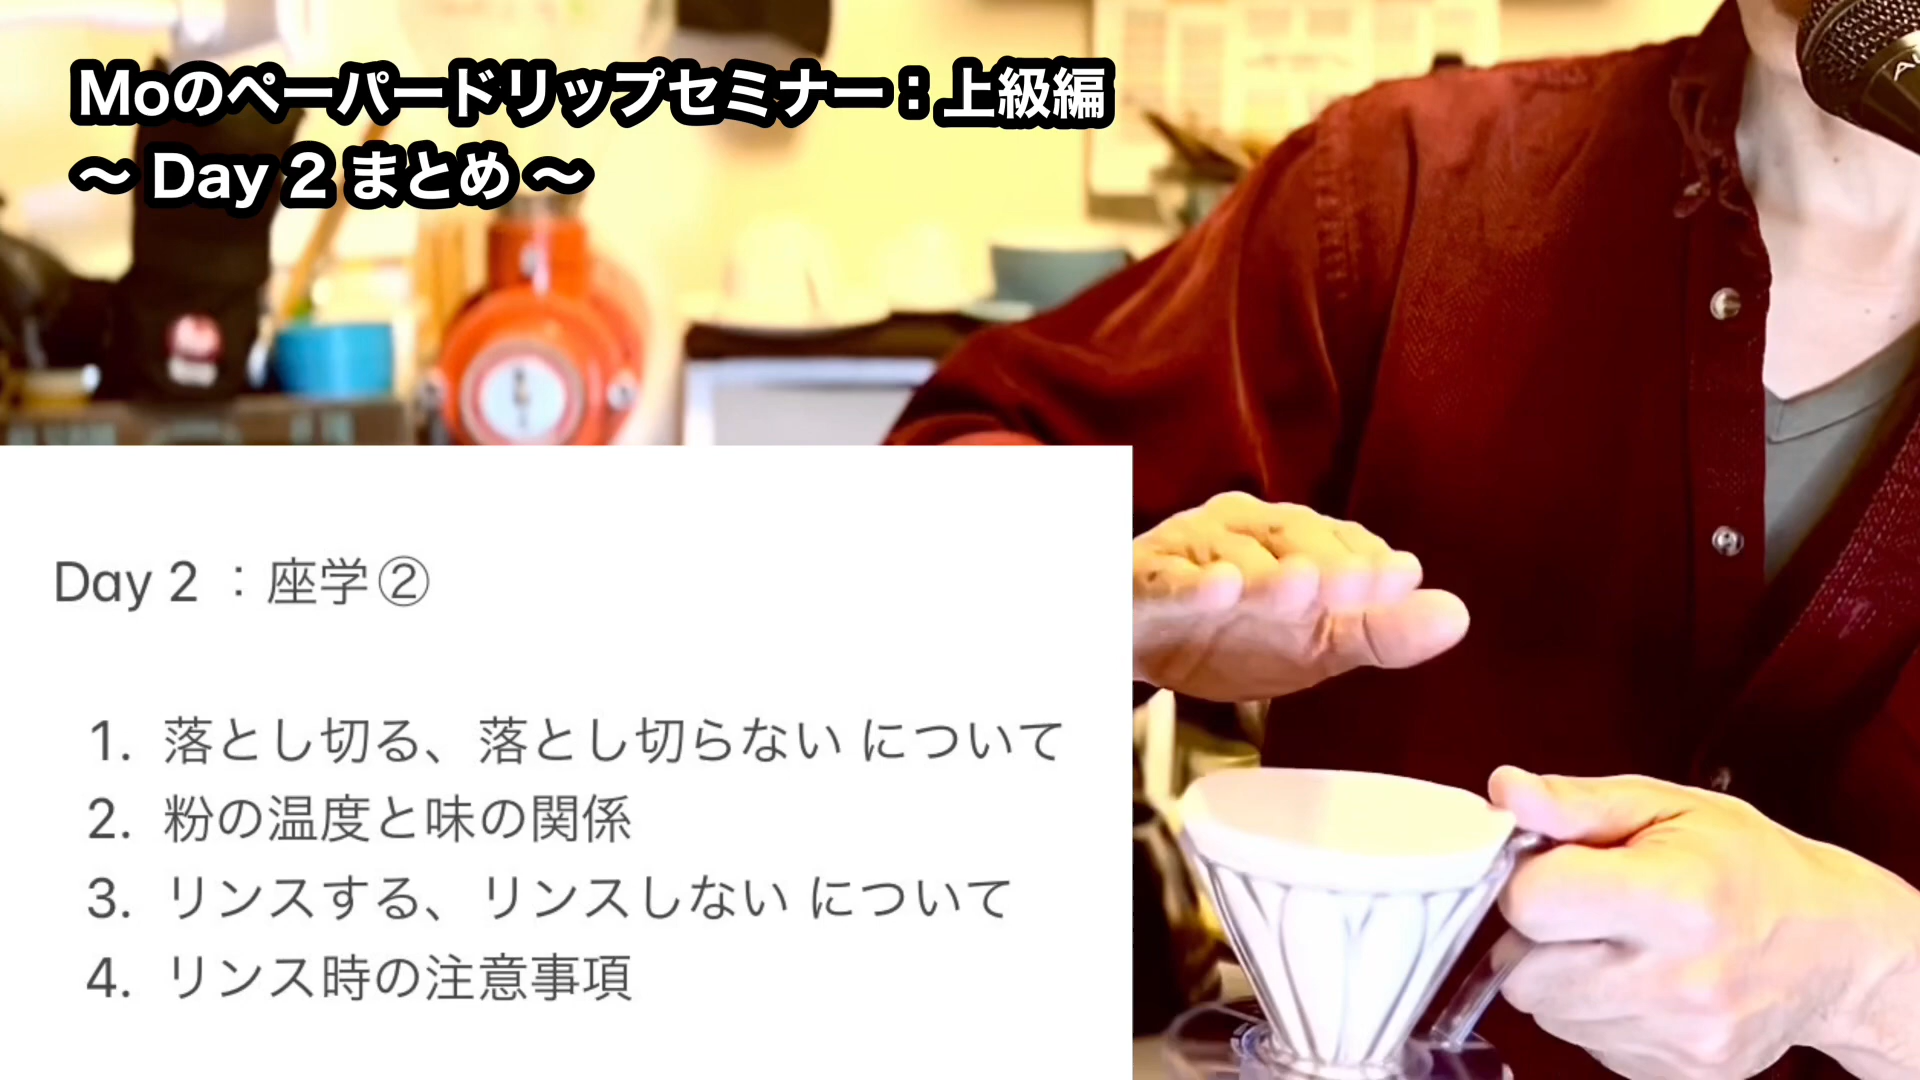 Moのペーパードリップセミナー：上級編
〜 Day 2 まとめ 〜
Day 2 ：座学②
1. 落とし切る、落とし切らない について
2. 粉の温度と味の関係
3. リンスする、リンスしない について
4. リンス時の注意事項